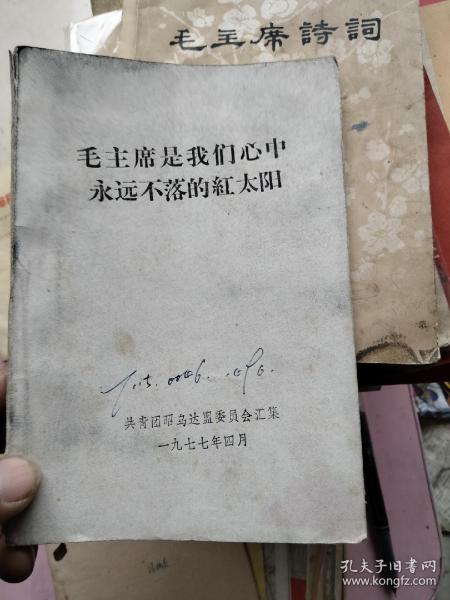 毛主席詩詞
毛主席是我们心中
永远不落的紅太阳
共青团昭乌达盟委员会汇集
一九七七年四月
孔夫子旧书网
www.kongfz.com